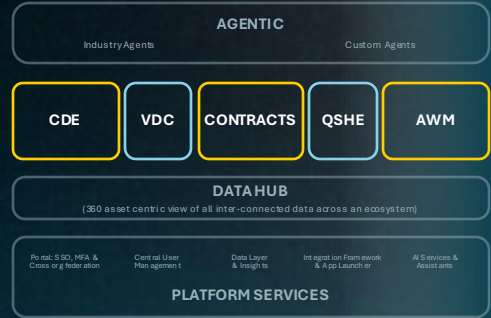 AGENTIC
Industry Agents
Custom Agents
CDE
VDC
CONTRACTS
QSHE
AWM
DATA HUB
(360 asset centric view of all inter-connected data across an ecosystem)
Portal: SSO, MFA &
Cross org federation
Central User
Management
Data Layer
& Insights
Integration Framework
& App Launcher
AI Services &
Assistants
PLATFORM SERVICES